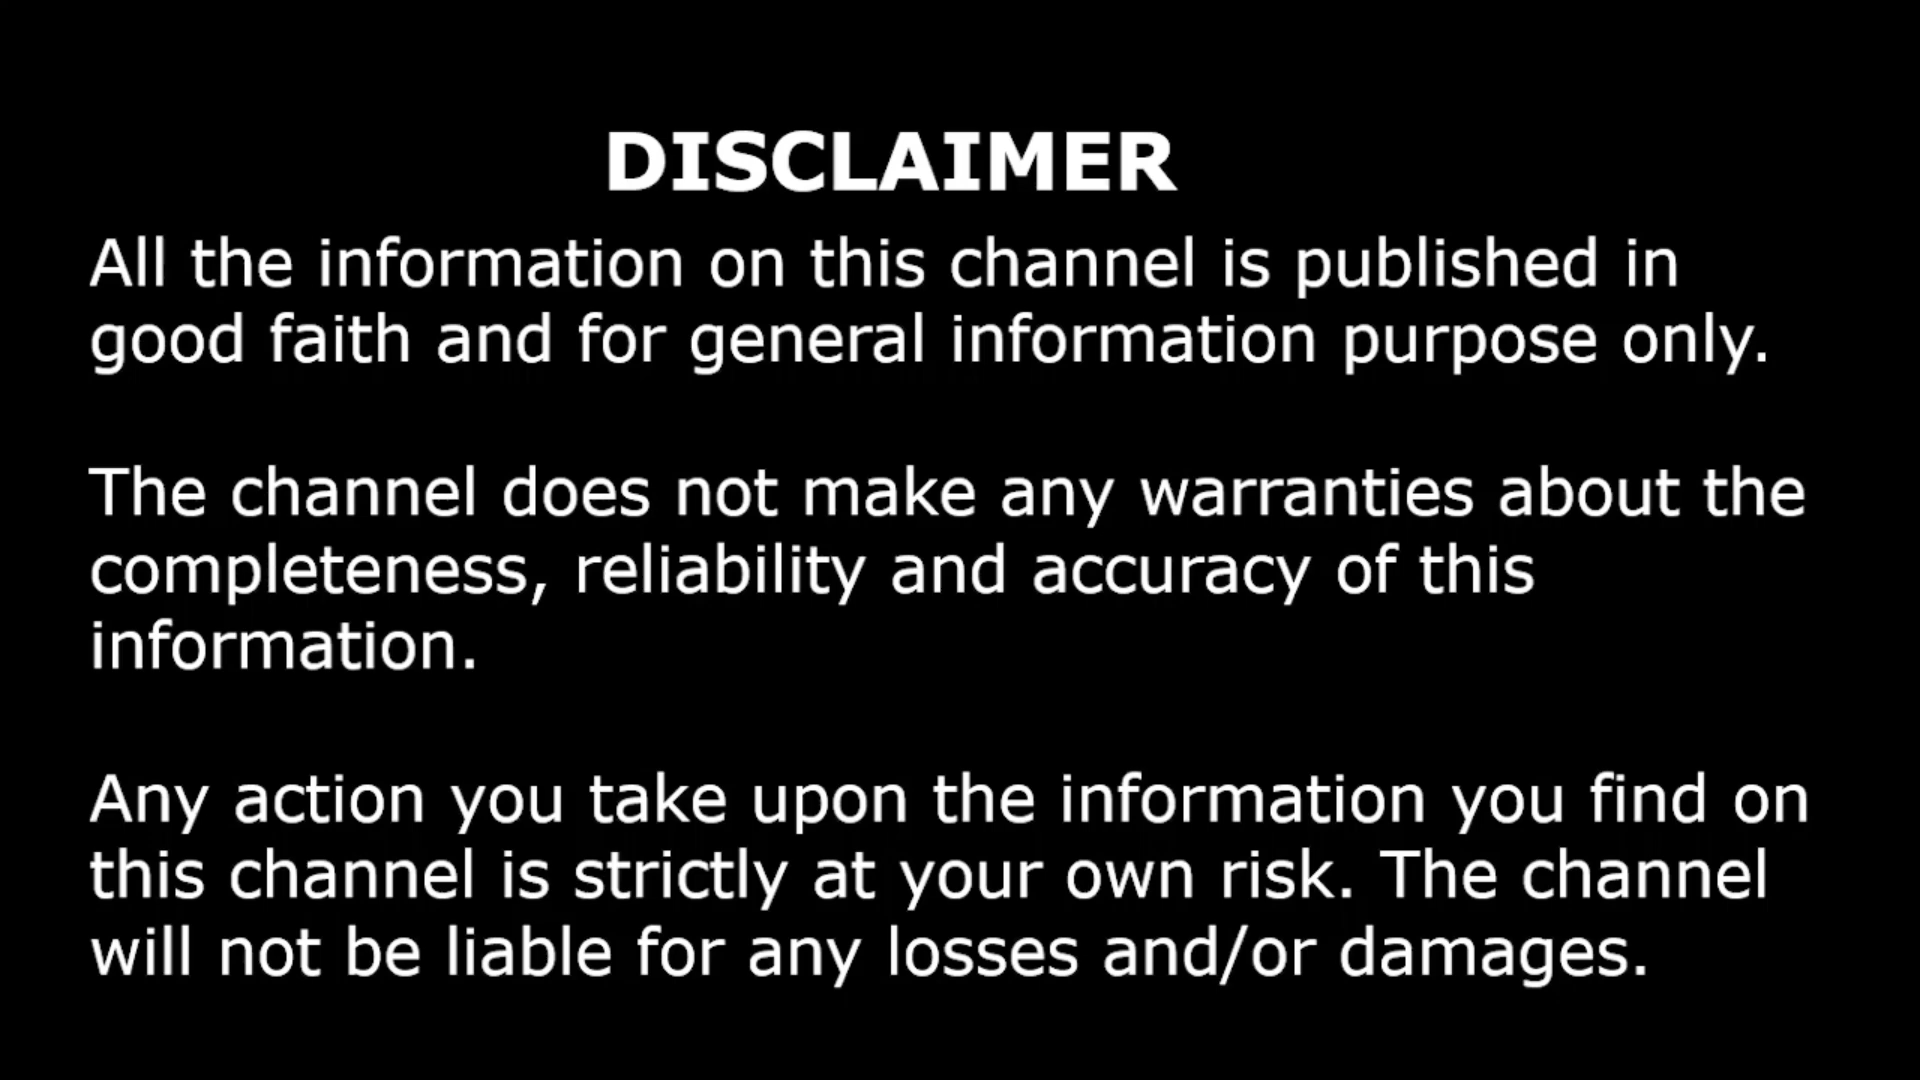 DISCLAIMER
All the information on this channel is published in
good faith and for general information purpose only.
The channel does not make any warranties about the
completeness, reliability and accuracy of this
information.
Any action you take upon the information you find on
this channel is strictly at your own risk. The channel
will not be liable for any losses and/or damages.